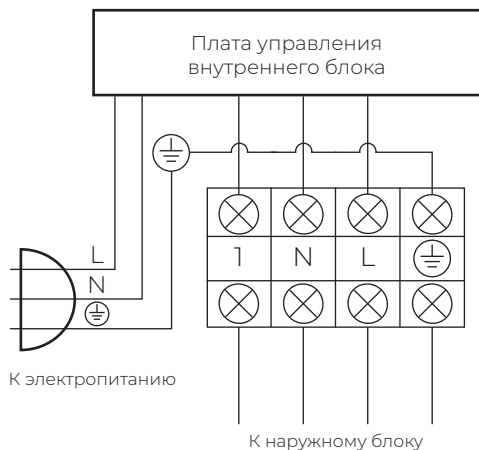 Плата управления
внутреннего блока
L
N
1 N L
К электропитанию
К наружному блоку